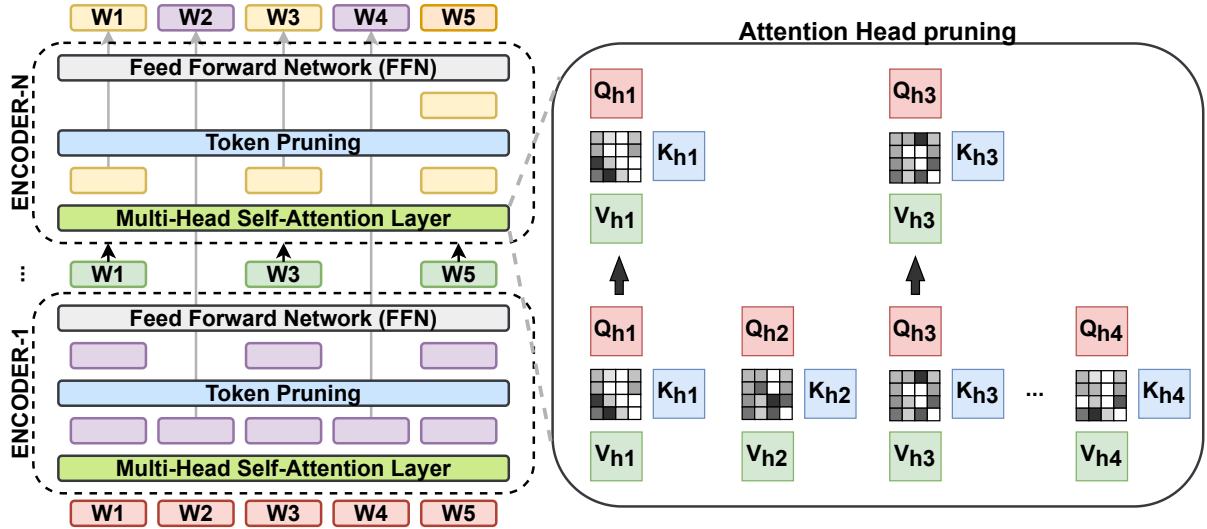 W1 W2 W3 W4 W5
Feed Forward Network (FFN)
Token Pruning
Multi-Head Self-Attention Layer
ENCODER-N
W1 W3 W5
...
Feed Forward Network (FFN)
Token Pruning
Multi-Head Self-Attention Layer
ENCODER-1
W1 W2 W3 W4 W5
Attention Head pruning
Qh1 Qh3
Kh1 Kh3
Vh1 Vh3
Qh1 Qh2 Qh3 Qh4
Kh1 Kh2 Kh3 ... Kh4
Vh1 Vh2 Vh3 Vh4